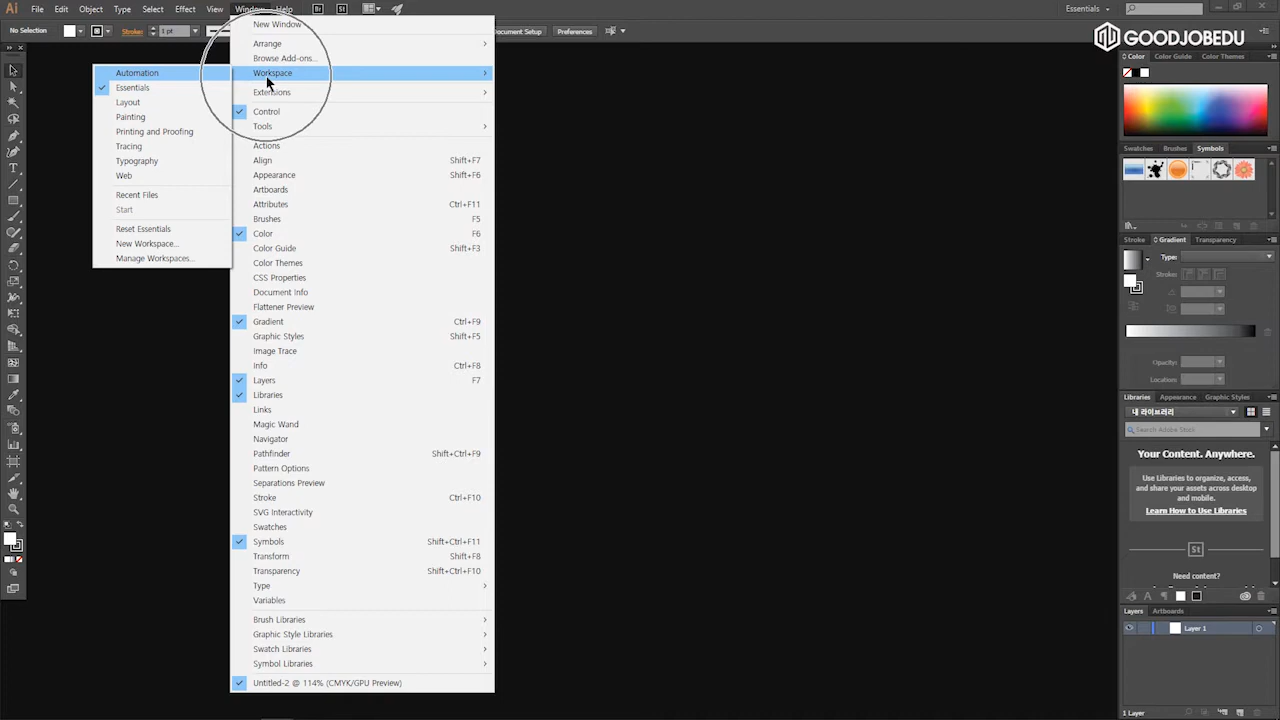 Ai File Edit Object Type Select Effect View Window Help Br St Essentials
No Selection Stroke: 1 pt Document Setup Preferences
GOODJOBEDU
New Window
Arrange
Browse Add-ons...
Workspace
Extensions
Control
Tools
Actions
Align Shift+F7
Appearance Shift+F6
Artboards
Attributes Ctrl+F11
Brushes F5
Color F6
Color Guide Shift+F3
Color Themes
CSS Properties
Document Info
Flattener Preview
Gradient Ctrl+F9
Graphic Styles Shift+F5
Image Trace
Info Ctrl+F8
Layers F7
Libraries
Links
Magic Wand
Navigator
Pathfinder Shift+Ctrl+F9
Pattern Options
Separations Preview
Stroke Ctrl+F10
SVG Interactivity
Swatches
Symbols Shift+Ctrl+F11
Transform Shift+F8
Transparency Shift+Ctrl+F10
Type
Variables
Brush Libraries
Graphic Style Libraries
Swatch Libraries
Symbol Libraries
Untitled-2 @ 114% (CMYK/GPU Preview)
Automation
Essentials
Layout
Painting
Printing and Proofing
Tracing
Typography
Web
Recent Files
Start
Reset Essentials
New Workspace...
Manage Workspaces...
Color Color Guide Color Themes
Swatches Brushes Symbols
Stroke Gradient Transparency
Type:
Stroke:
Opacity:
Location:
Libraries Appearance Graphic Styles
내 라이브러리
Search Adobe Stock
Your Content. Anywhere.
Use Libraries to organize, access,
and share your assets across desktop
and mobile.
Learn How to Use Libraries
St
Need content?
Layers Artboards
Layer 1
1 Layer